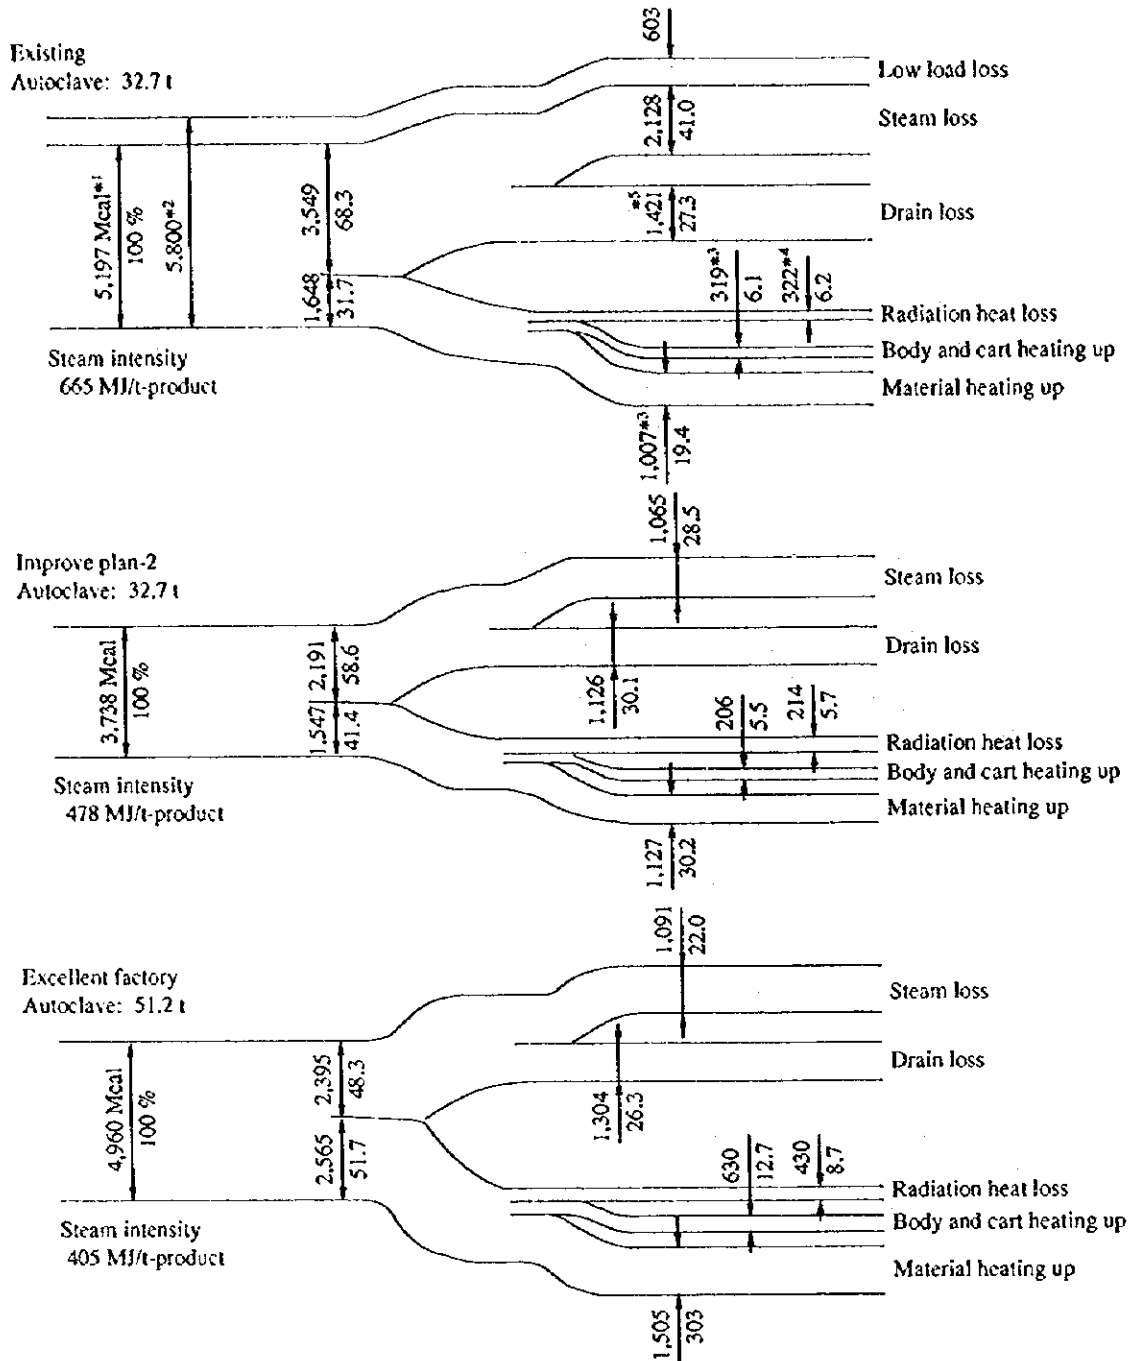 603
Existing
Autoclave: 32.7 t
Low load loss
2,128
41.0
Steam loss
5,197 Mcal*1
100 %
5.800*2
3,549
68.3
*5
1,421
27.3
Drain loss
1,648
31.7
319*3
6.1
322*4
6.2
Radiation heat loss
Body and cart heating up
Material heating up
Steam intensity
665 MJ/t-product
1,007*3
19.4
1,065
28.5
Improve plan-2
Autoclave: 32.7 t
Steam loss
3.738 Mcal
100 %
2,191
58.6
1.547
41.4
Drain loss
1,126
30.1
206
5.5
214
5.7
Radiation heat loss
Body and cart heating up
Material heating up
Steam intensity
478 MJ/t-product
1,127
30.2
1,091
22.0
Excellent factory
Autoclave: 51.2 t
Steam loss
4,960 Mcal
100 %
2,395
48.3
2,565
51.7
Drain loss
1,304
26.3
630
12.7
430
8.7
Radiation heat loss
Body and cart heating up
Material heating up
Steam intensity
405 MJ/t-product
1,505
303